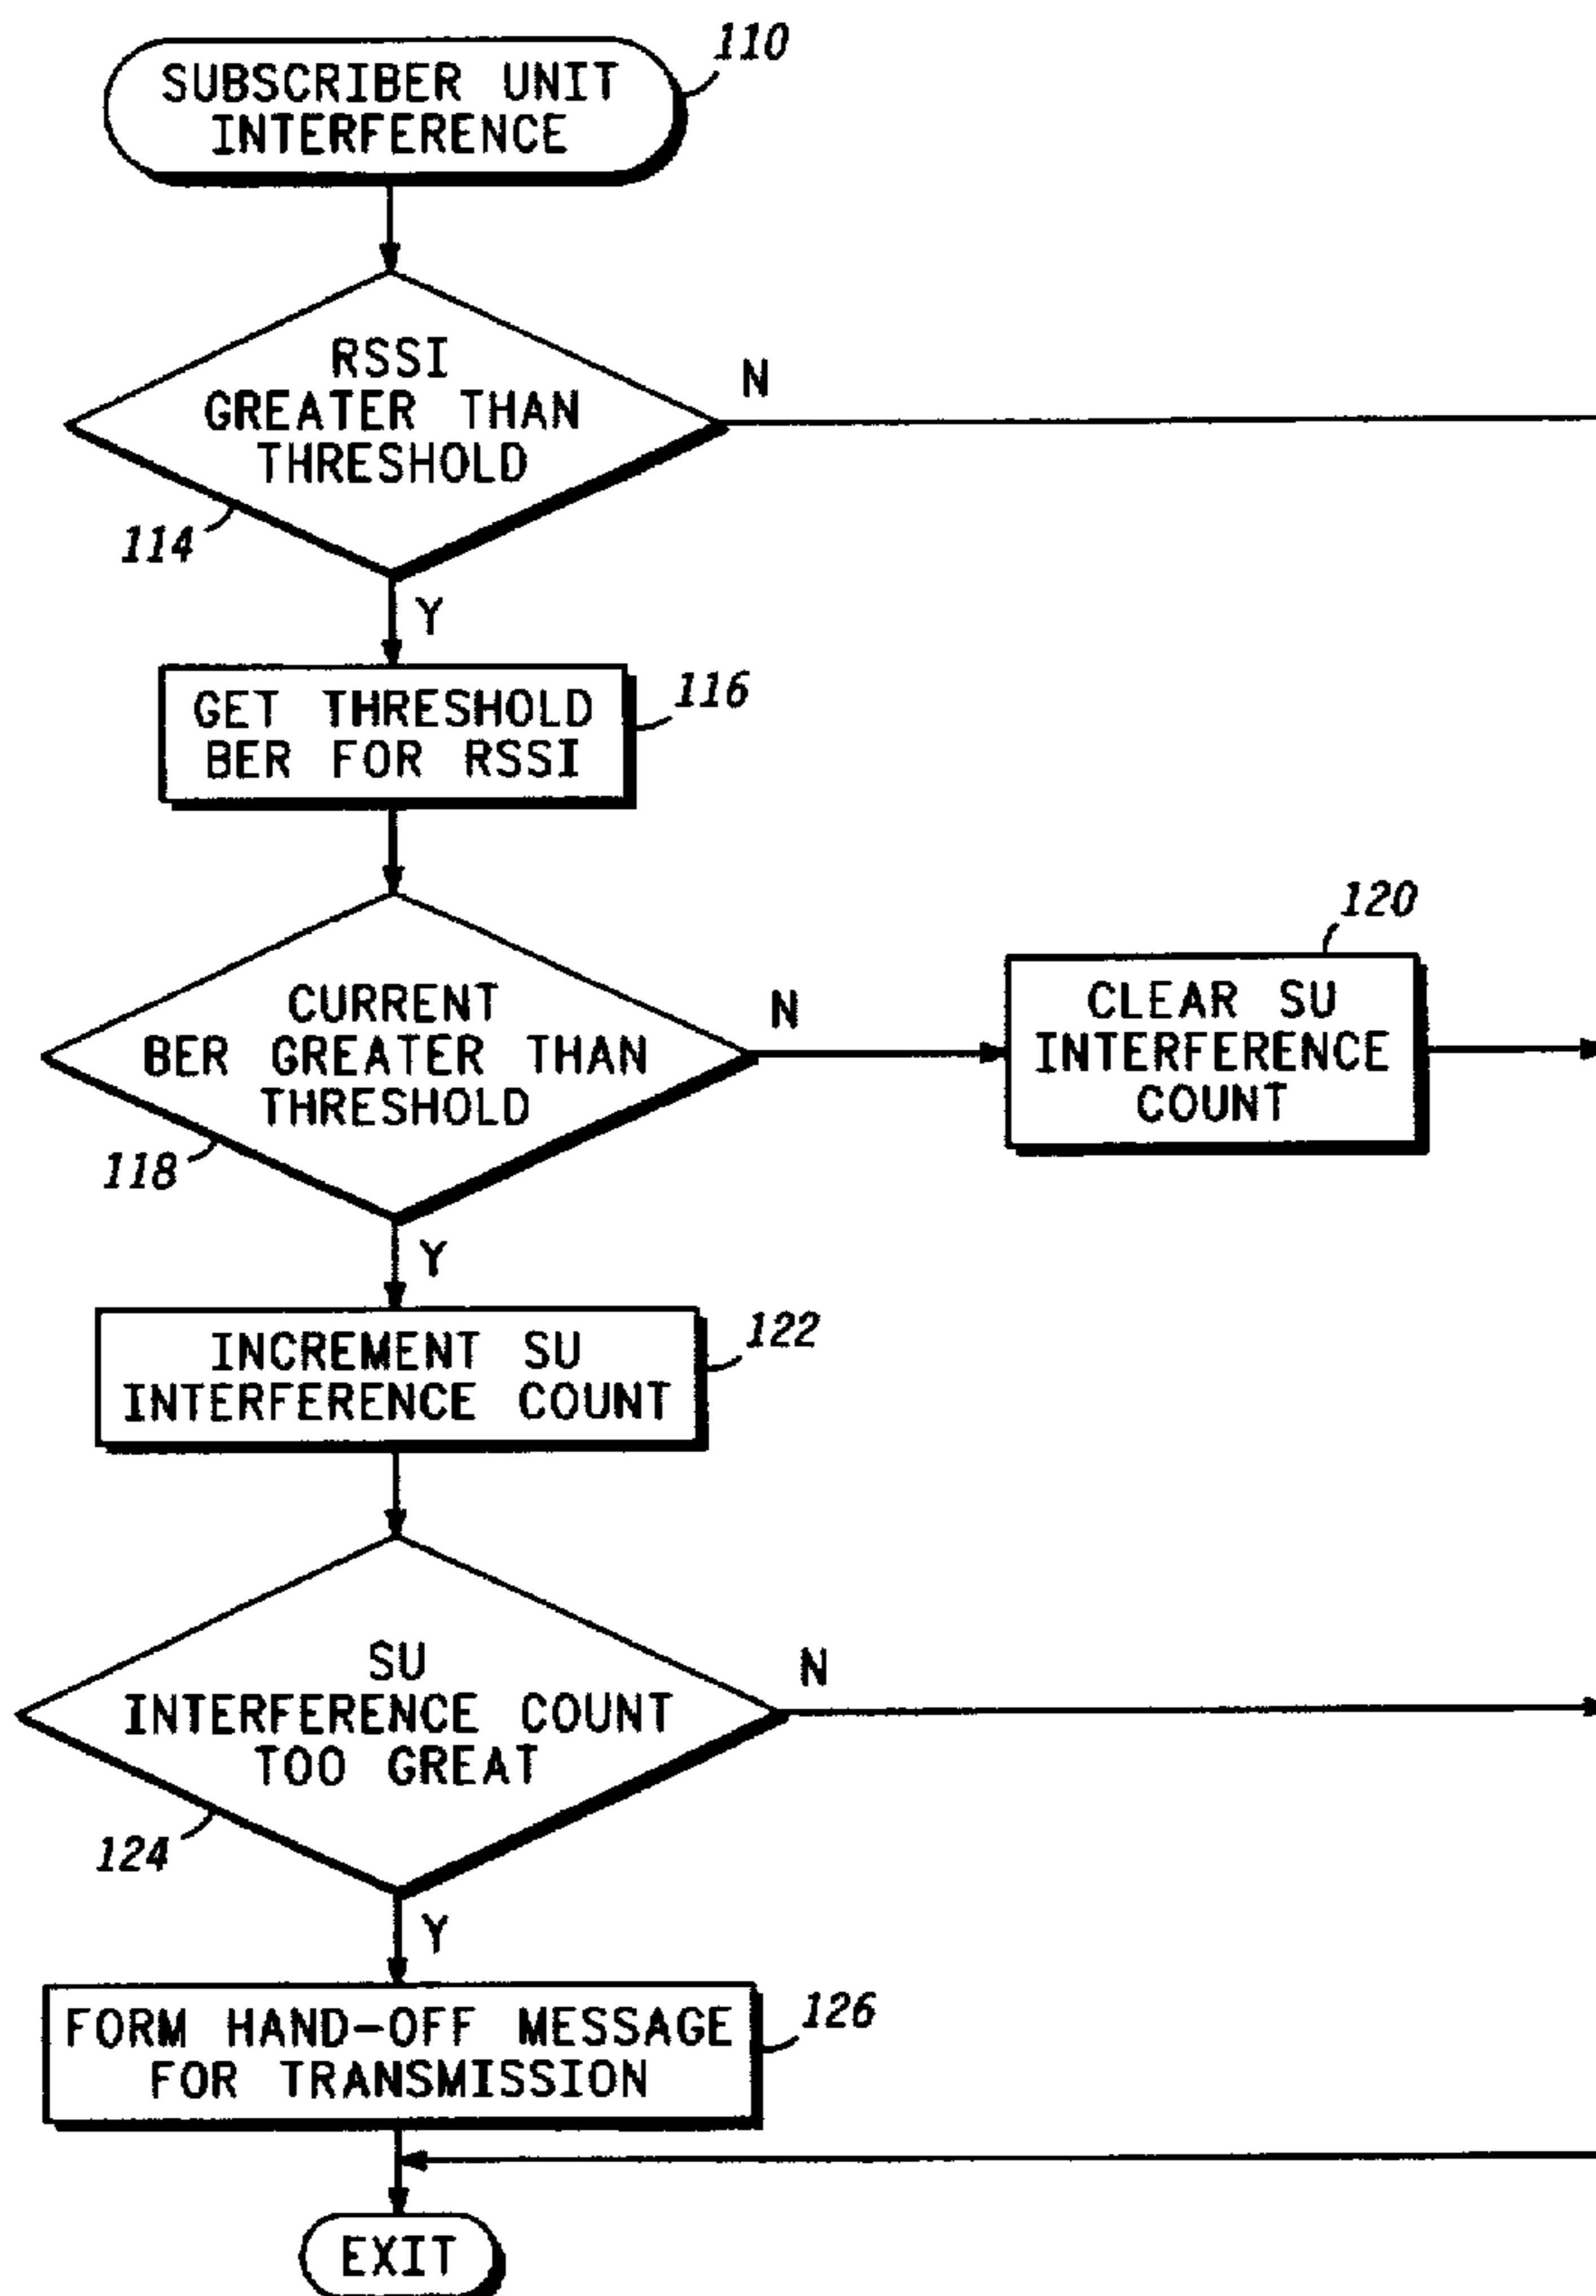 110
SUBSCRIBER UNIT
INTERFERENCE
RSSI
GREATER THAN
THRESHOLD
N
114
Y
GET THRESHOLD
BER FOR RSSI
116
CURRENT
BER GREATER THAN
THRESHOLD
N
118
120
CLEAR SU
INTERFERENCE
COUNT
Y
INCREMENT SU
INTERFERENCE COUNT
122
SU
INTERFERENCE COUNT
TOO GREAT
N
124
Y
FORM HAND-OFF MESSAGE
FOR TRANSMISSION
126
EXIT